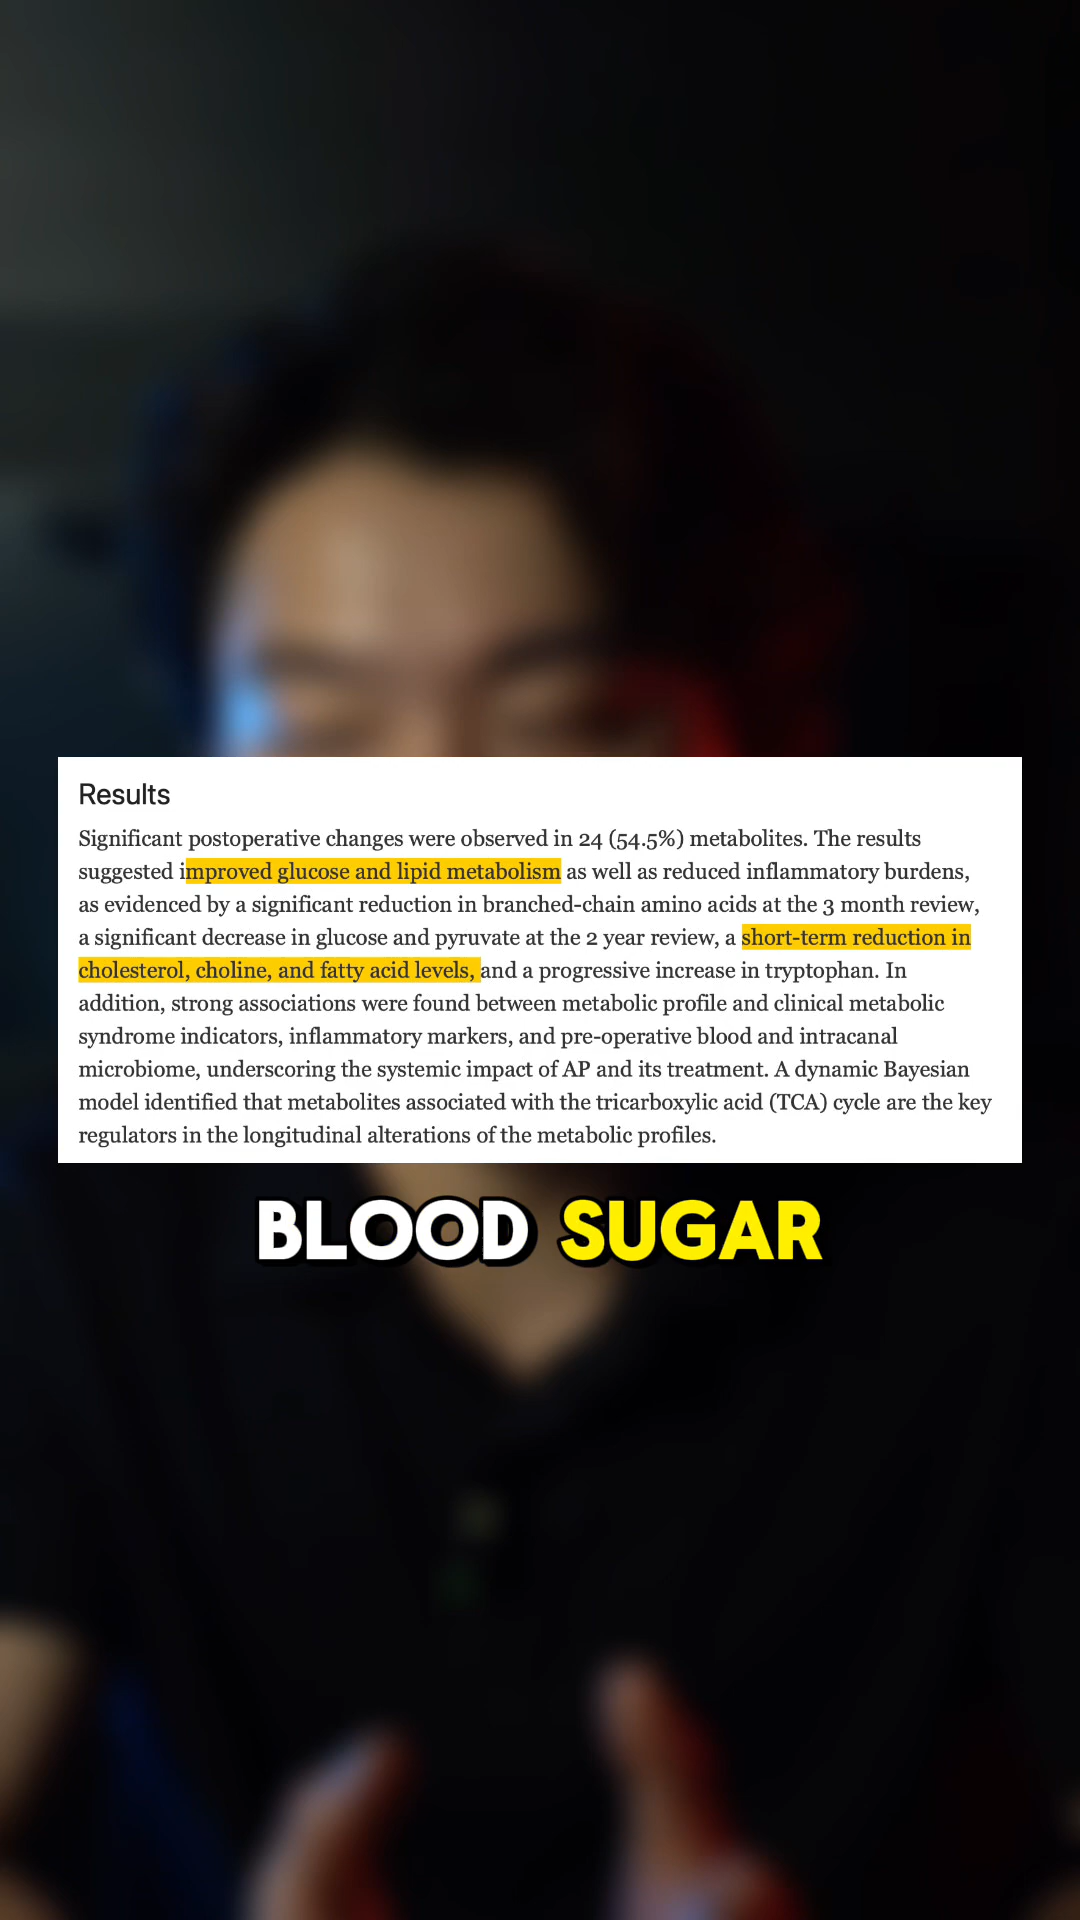 Results
Significant postoperative changes were observed in 24 (54.5%) metabolites. The results
suggested improved glucose and lipid metabolism as well as reduced inflammatory burdens,
as evidenced by a significant reduction in branched-chain amino acids at the 3 month review,
a significant decrease in glucose and pyruvate at the 2 year review, a short-term reduction in
cholesterol, choline, and fatty acid levels, and a progressive increase in tryptophan. In
addition, strong associations were found between metabolic profile and clinical metabolic
syndrome indicators, inflammatory markers, and pre-operative blood and intracanal
microbiome, underscoring the systemic impact of AP and its treatment. A dynamic Bayesian
model identified that metabolites associated with the tricarboxylic acid (TCA) cycle are the key
regulators in the longitudinal alterations of the metabolic profiles.
BLOOD SUGAR